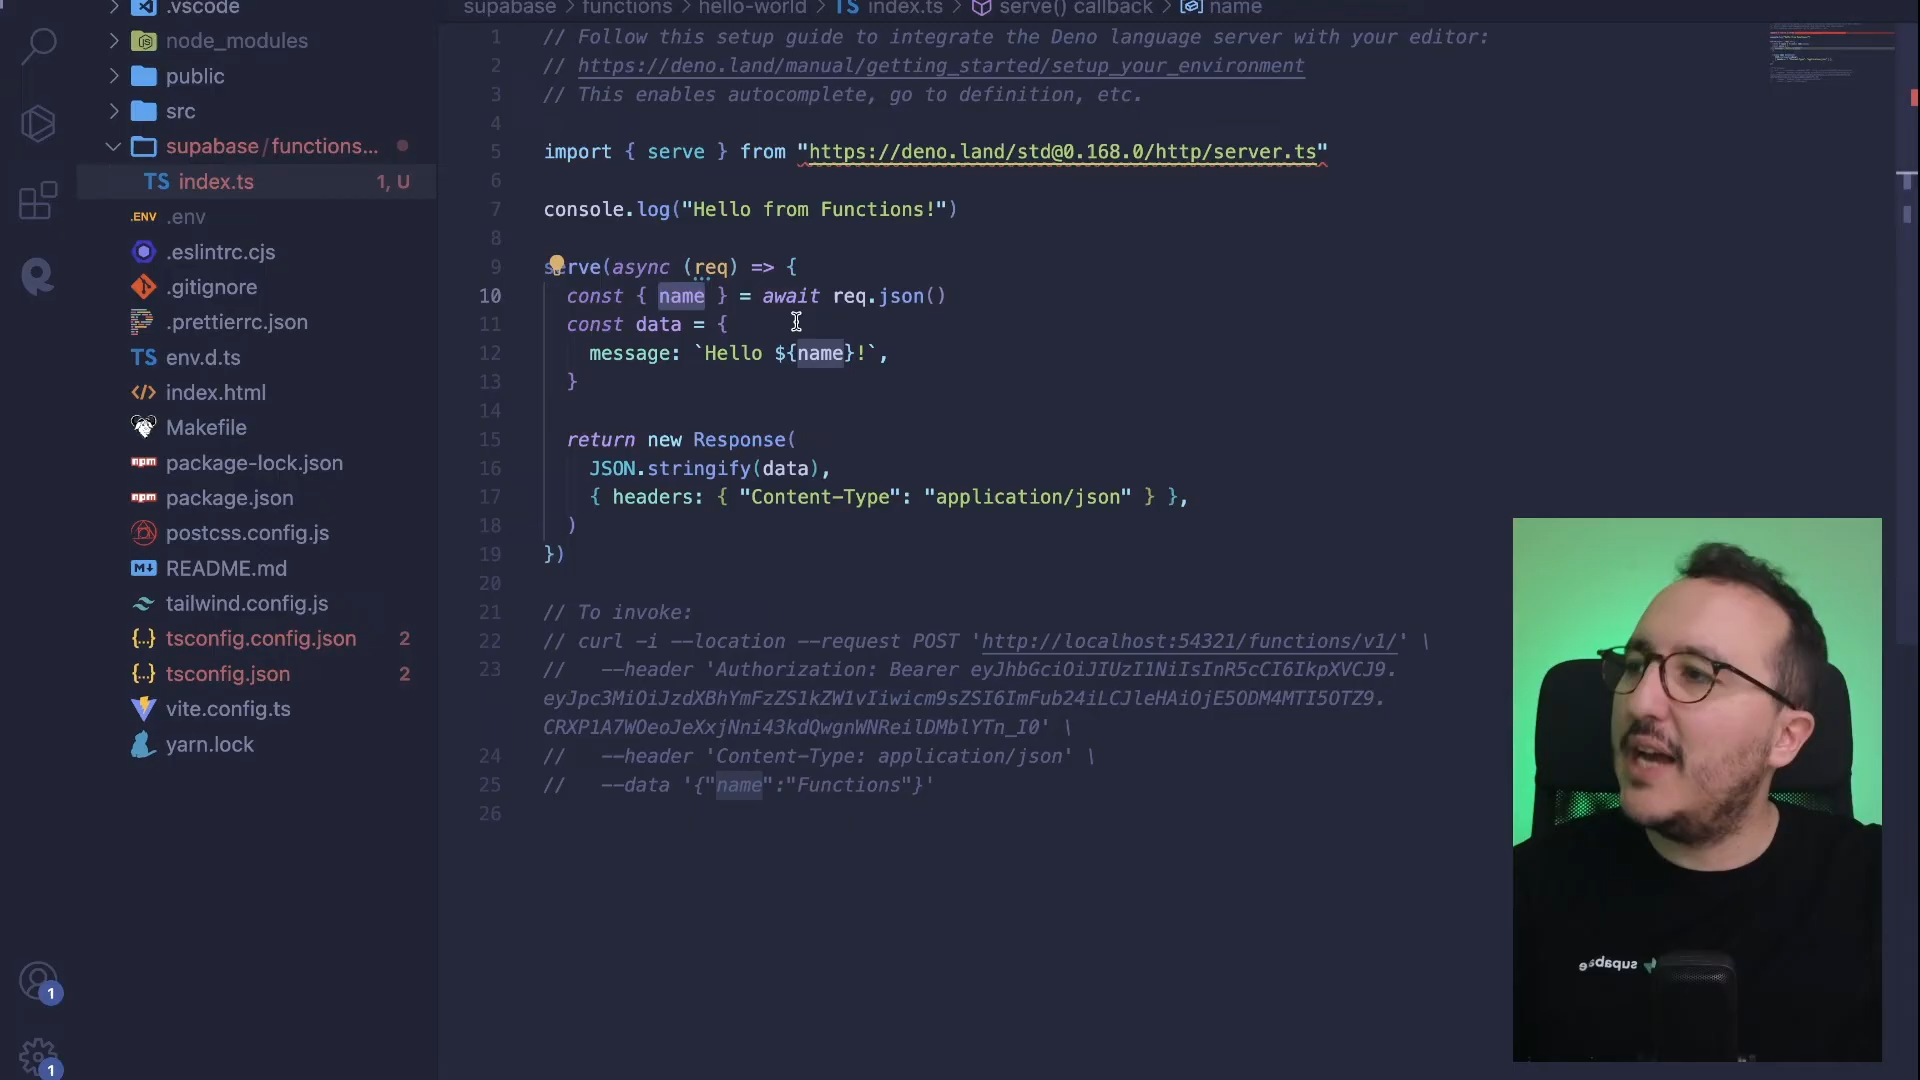 .vscode
node_modules
public
src
supabase/functions...
TS index.ts 1, U
.ENV .env
.eslintrc.cjs
.gitignore
.prettierrc.json
TS env.d.ts
</> index.html
Makefile
npm package-lock.json
npm package.json
postcss.config.js
M↓ README.md
tailwind.config.js
{..} tsconfig.config.json 2
{..} tsconfig.json 2
vite.config.ts
yarn.lock
1
1
supabase > functions > hello-world > TS index.ts > serve() callback > name
1 // Follow this setup guide to integrate the Deno language server with your editor:
2 // https://deno.land/manual/getting_started/setup_your_environment
3 // This enables autocomplete, go to definition, etc.
4
5 import { serve } from "https://deno.land/std@0.168.0/http/server.ts"
6
7 console.log("Hello from Functions!")
8
9 serve(async (req) => {
10 const { name } = await req.json()
11 const data = {
12 message: `Hello ${name}!`,
13 }
14
15 return new Response(
16 JSON.stringify(data),
17 { headers: { "Content-Type": "application/json" } },
18 )
19 })
20
21 // To invoke:
22 // curl -i --location --request POST 'http://localhost:54321/functions/v1/' \
23 // --header 'Authorization: Bearer eyJhbGciOiJIUzI1NiIsInR5cCI6IkpXVCJ9.
eyJpc3MiOiJzdXBhYmFzZS1kZW1vIiwicm9sZSI6ImFub24iLCJleHAiOjE5ODM4MTI5OTZ9.
CRXP1A7WOeoJeXxjNni43kdQwgnWNReilDMblYTn_I0' \
24 // --header 'Content-Type: application/json' \
25 // --data '{"name":"Functions"}'
26
supabase